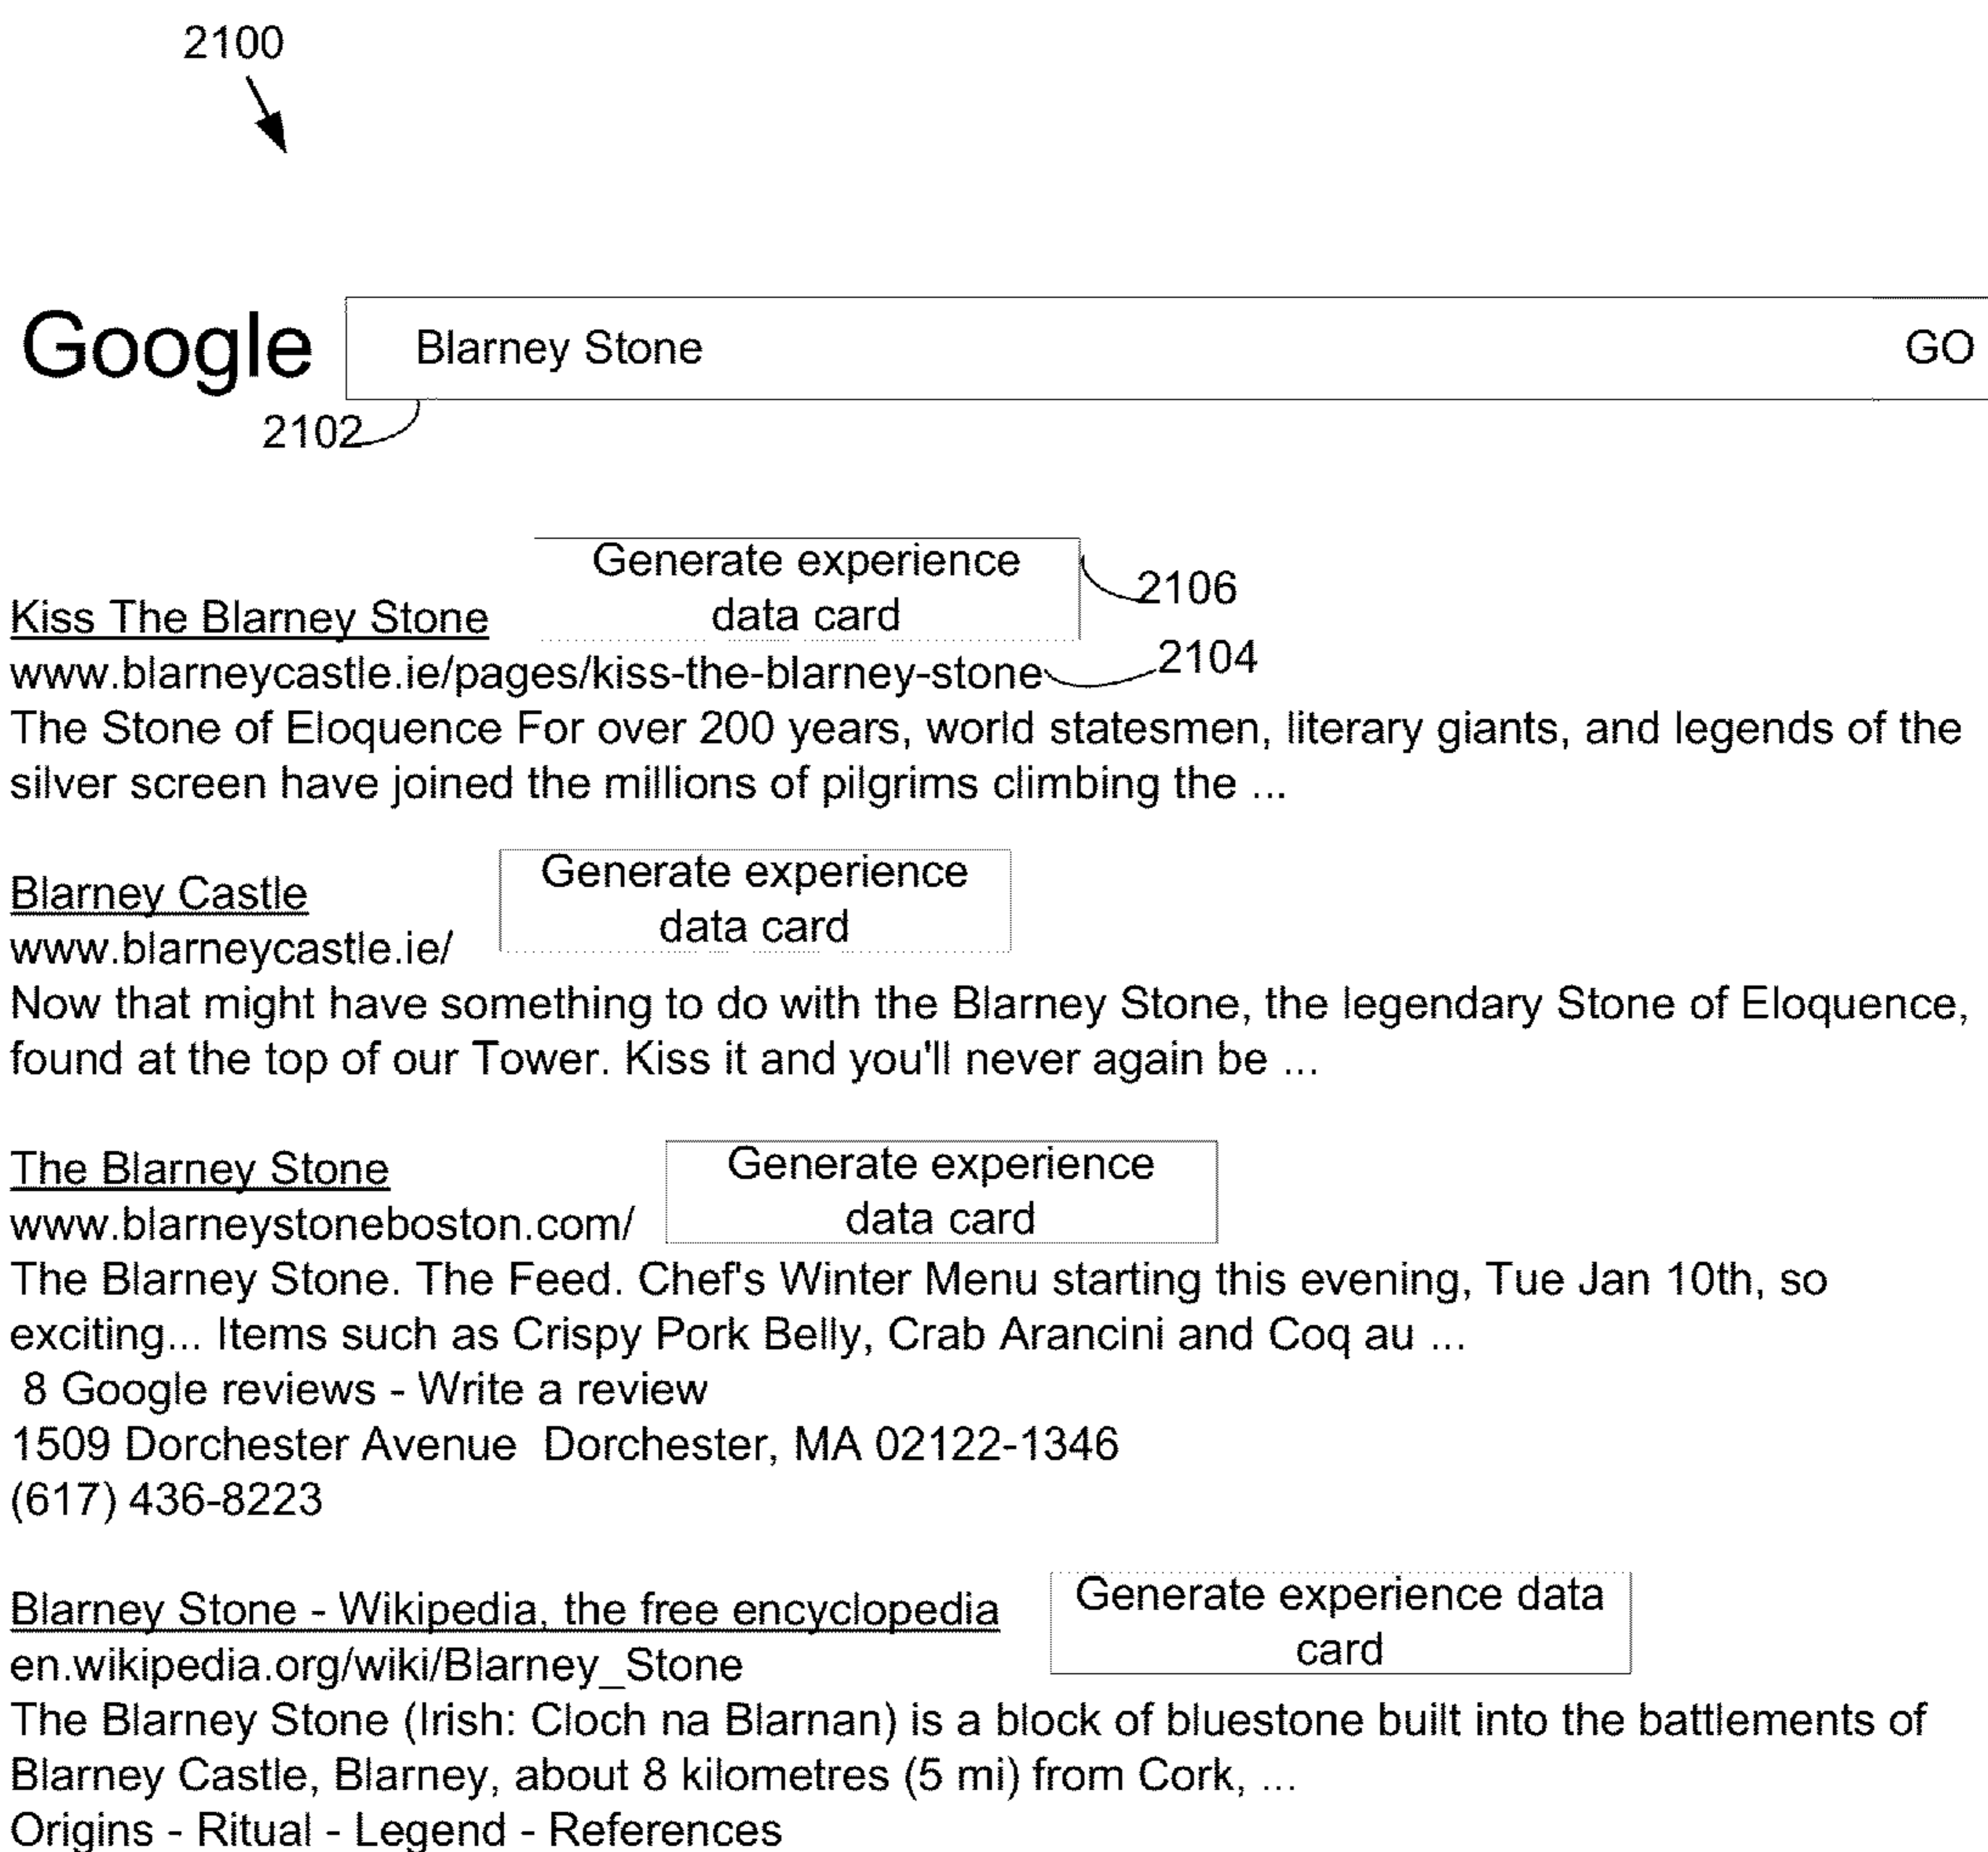 2100
Google Blarney Stone GO
2102
Generate experience
data card
2106
Kiss The Blarney Stone
www.blarneycastle.ie/pages/kiss-the-blarney-stone
2104
The Stone of Eloquence For over 200 years, world statesmen, literary giants, and legends of the
silver screen have joined the millions of pilgrims climbing the ...
Generate experience
data card
Blarney Castle
www.blarneycastle.ie/
Now that might have something to do with the Blarney Stone, the legendary Stone of Eloquence,
found at the top of our Tower. Kiss it and you'll never again be ...
Generate experience
data card
The Blarney Stone
www.blarneystoneboston.com/
The Blarney Stone. The Feed. Chef's Winter Menu starting this evening, Tue Jan 10th, so
exciting... Items such as Crispy Pork Belly, Crab Arancini and Coq au ...
8 Google reviews - Write a review
1509 Dorchester Avenue  Dorchester, MA 02122-1346
(617) 436-8223
Generate experience data
card
Blarney Stone - Wikipedia, the free encyclopedia
en.wikipedia.org/wiki/Blarney_Stone
The Blarney Stone (Irish: Cloch na Blarnan) is a block of bluestone built into the battlements of
Blarney Castle, Blarney, about 8 kilometres (5 mi) from Cork, ...
Origins - Ritual - Legend - References